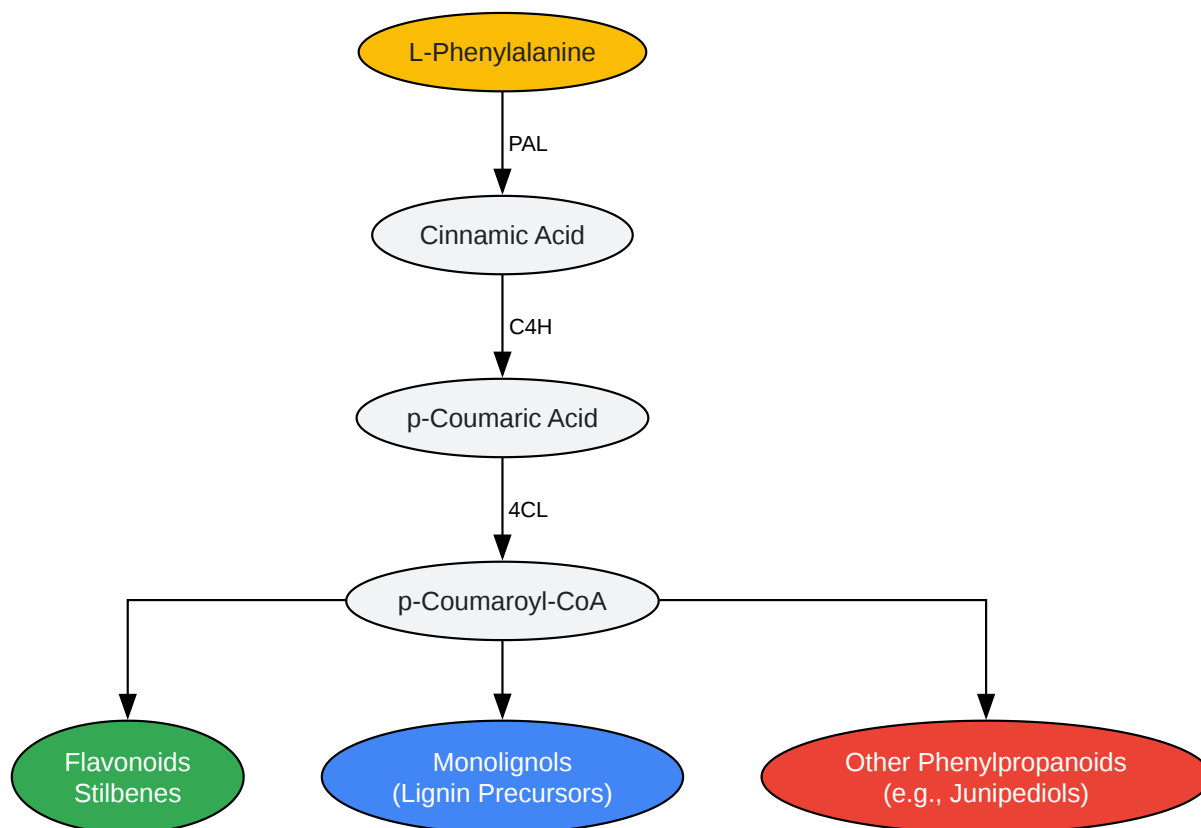 L-Phenylalanine
PAL
Cinnamic Acid
C4H
p-Coumaric Acid
4CL
p-Coumaroyl-CoA
Flavonoids
Stilbenes
Monolignols
(Lignin Precursors)
Other Phenylpropanoids
(e.g., Junipediols)